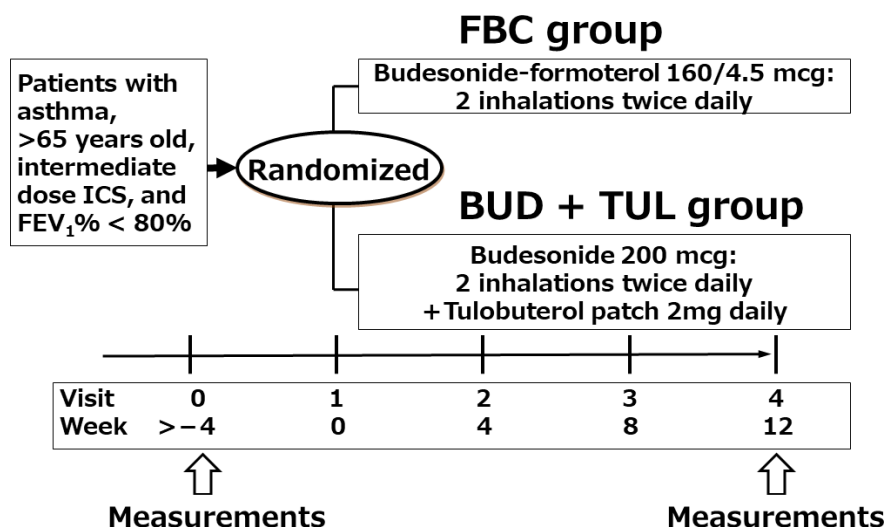 FBC group
Budesonide-formoterol 160/4.5 mcg:
2 inhalations twice daily
Patients with
asthma,
>65 years old,
intermediate
dose ICS, and
FEV₁% < 80%
Randomized
BUD + TUL group
Budesonide 200 mcg:
2 inhalations twice daily
+Tulobuterol patch 2mg daily
Visit 0 1 2 3 4
Week >−4 0 4 8 12
Measurements Measurements